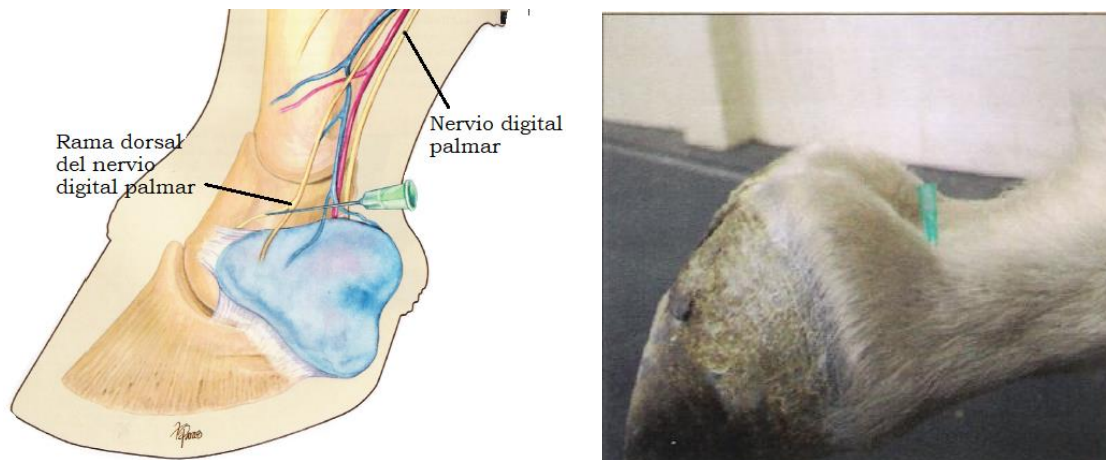 Rama dorsal
del nervio
digital palmar
Nervio digital
palmar